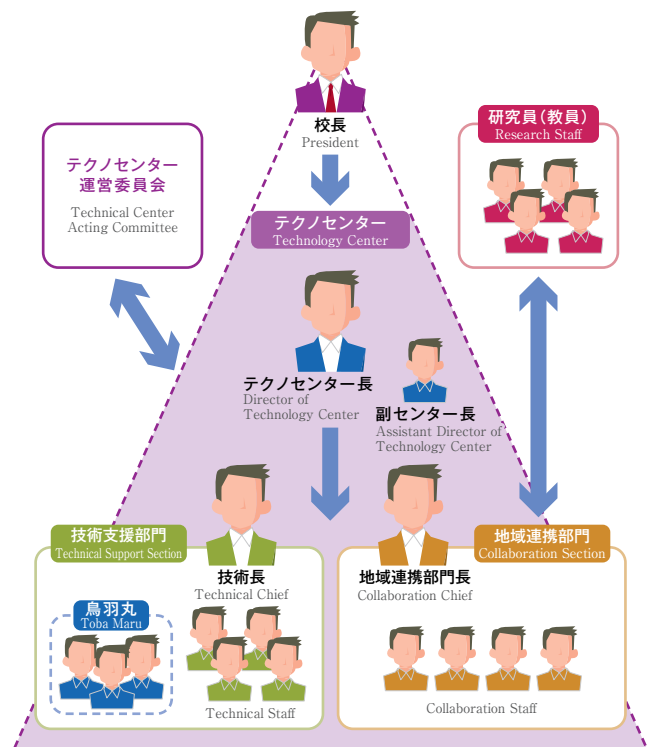 校長
President
テクノセンター
運営委員会
Technical Center
Acting Committee
研究員（教員）
Research Staff
テクノセンター
Technology Center
テクノセンター長
Director of
Technology Center
副センター長
Assistant Director of
Technology Center
技術支援部門
Technical Support Section
技術長
Technical Chief
鳥羽丸
Toba Maru
Technical Staff
地域連携部門
Collaboration Section
地域連携部門長
Collaboration Chief
Collaboration Staff